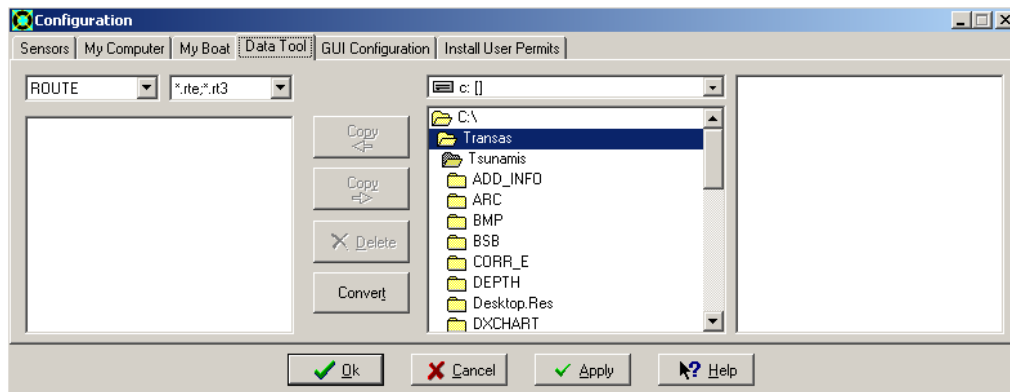 Configuration
Sensors My Computer My Boat Data Tool GUI Configuration Install User Permits
ROUTE *.rte;*.rt3 c: []
Copy
Copy
Delete
Convert
C:\
Transas
Tsunamis
ADD_INFO
ARC
BMP
BSB
CORR_E
DEPTH
Desktop.Res
DXCHART
Ok Cancel Apply Help